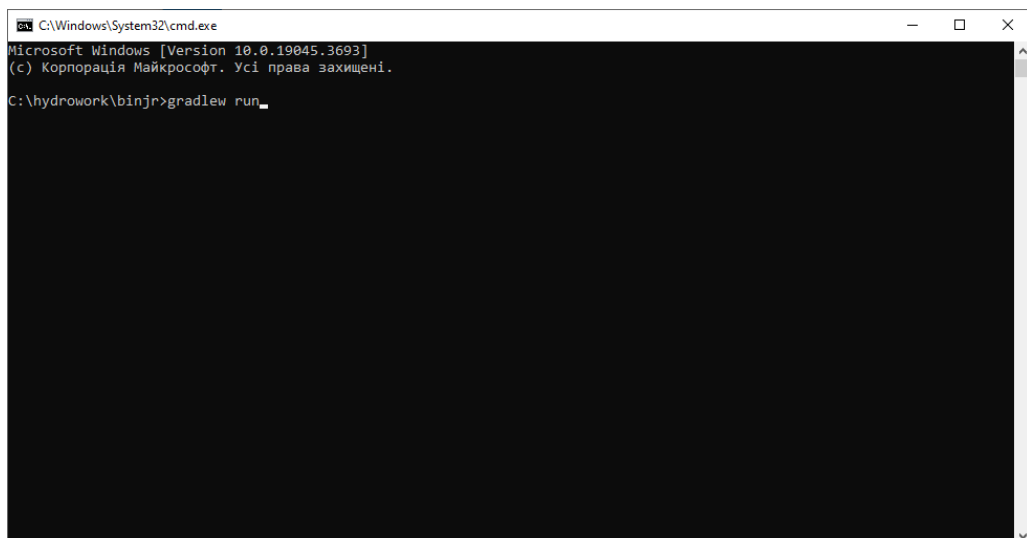 C:\Windows\System32\cmd.exe
Microsoft Windows [Version 10.0.19045.3693]
(c) Корпорація Майкрософт. Усі права захищені.
C:\hydrowork\binjr>gradlew run